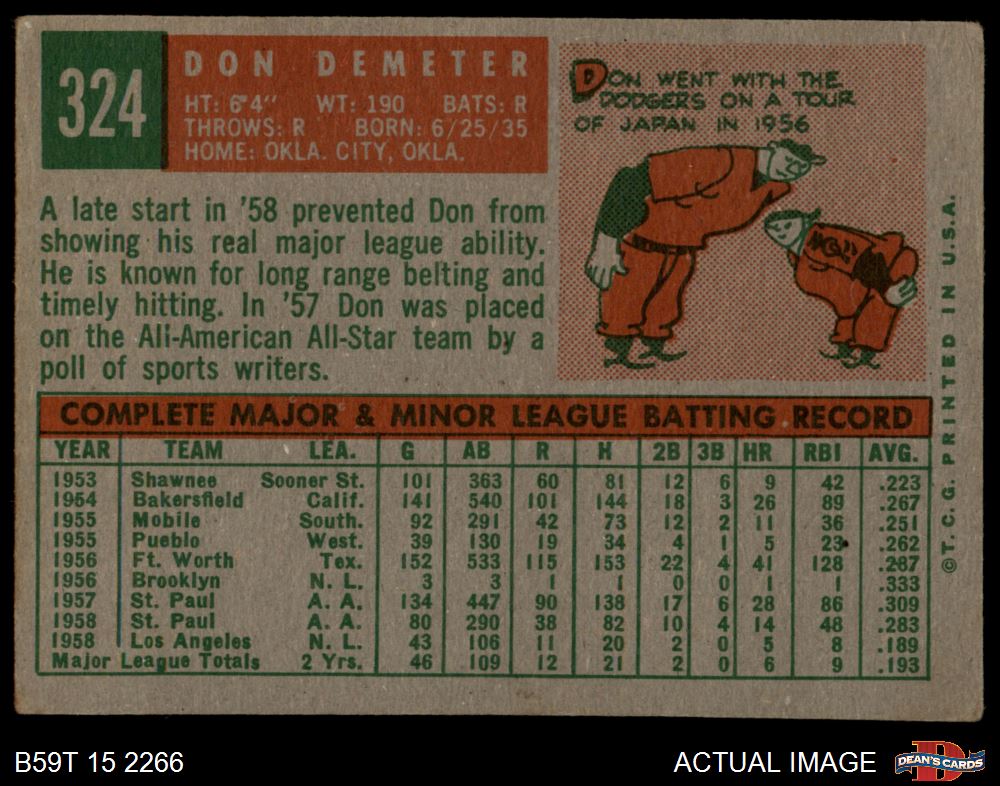 324
DON DEMETER
HT: 6'4" WT: 190 BATS: R
THROWS: R BORN: 6/25/35
HOME: OKLA. CITY, OKLA.
DON WENT WITH THE
DODGERS ON A TOUR
OF JAPAN IN 1956
A late start in '58 prevented Don from
showing his real major league ability.
He is known for long range belting and
timely hitting. In '57 Don was placed
on the All-American All-Star team by a
poll of sports writers.
COMPLETE MAJOR & MINOR LEAGUE BATTING RECORD
YEAR TEAM LEA. G AB R H 2B 3B HR RBI AVG.
1953 Shawnee Sooner St. 101 363 60 81 12 6 9 42 .223
1954 Bakersfield Calif. 141 540 101 144 18 3 26 89 .267
1955 Mobile South. 92 291 42 73 12 2 11 36 .251
1955 Pueblo West. 39 130 19 34 4 1 5 23 .262
1956 Ft. Worth Tex. 152 533 115 153 22 4 41 128 .287
1956 Brooklyn N. L. 3 3 1 1 0 0 1 1 .333
1957 St. Paul A. A. 134 447 90 138 17 6 28 86 .309
1958 St. Paul A. A. 80 290 38 82 10 4 14 48 .283
1958 Los Angeles N. L. 43 106 11 20 2 0 5 8 .189
Major League Totals 2 Yrs. 46 109 12 21 2 0 6 9 .193
©T. C. G. PRINTED IN U.S.A.
B59T 15 2266
ACTUAL IMAGE
D
DEAN'S CARDS